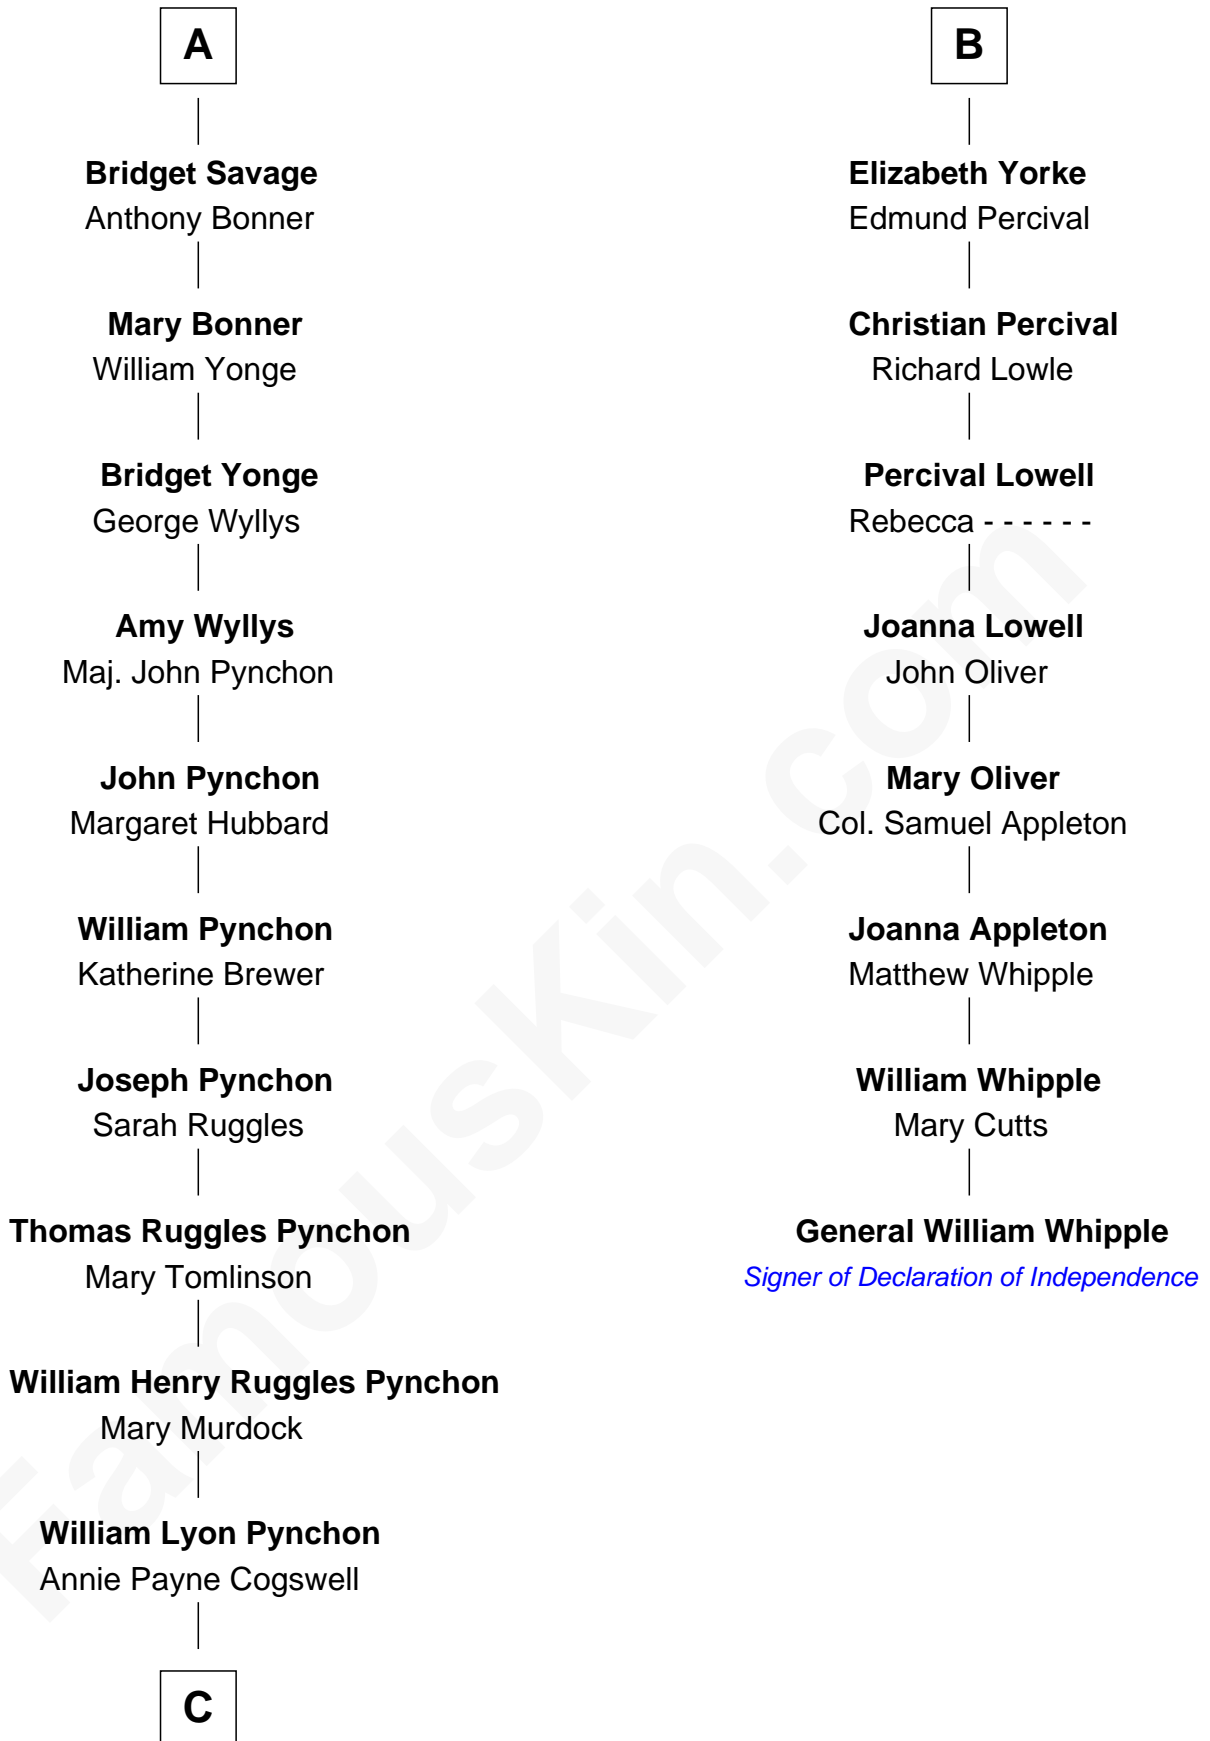 A
Bridget Savage
Anthony Bonner
Mary Bonner
William Yonge
Bridget Yonge
George Wyllys
Amy Wyllys
Maj. John Pynchon
John Pynchon
Margaret Hubbard
William Pynchon
Katherine Brewer
Joseph Pynchon
Sarah Ruggles
Thomas Ruggles Pynchon
Mary Tomlinson
William Henry Ruggles Pynchon
Mary Murdock
William Lyon Pynchon
Annie Payne Cogswell
C
B
Elizabeth Yorke
Edmund Percival
Christian Percival
Richard Lowle
Percival Lowell
Rebecca - - - - - -
Joanna Lowell
John Oliver
Mary Oliver
Col. Samuel Appleton
Joanna Appleton
Matthew Whipple
William Whipple
Mary Cutts
General William Whipple
Signer of Declaration of Independence
FamousKin.com